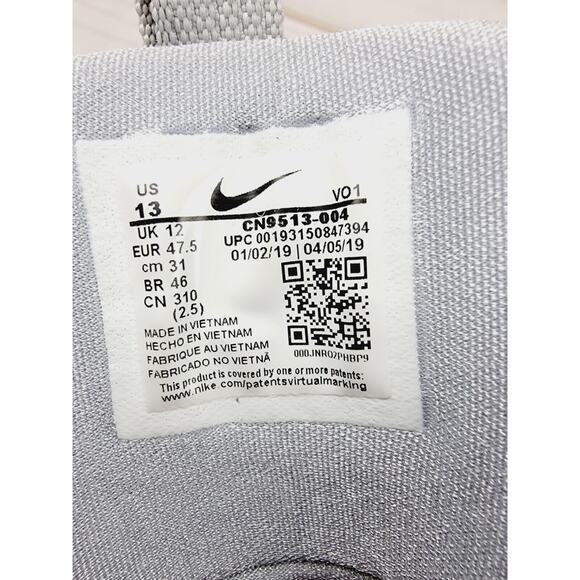 US
13
UK 12
EUR 47.5
cm 31
BR 46
CN 310
(2.5)
VO1
CN9513-004
UPC 00193150847394
01/02/19 | 04/05/19
000JNRQ7PHBP9
MADE IN VIETNAM
HECHO EN VIETNAM
FABRIQUE AU VIETNAM
FABRICADO NO VIETNÃ
This product is covered by one or more patents:
www.nike.com/patentsvirtualmarking